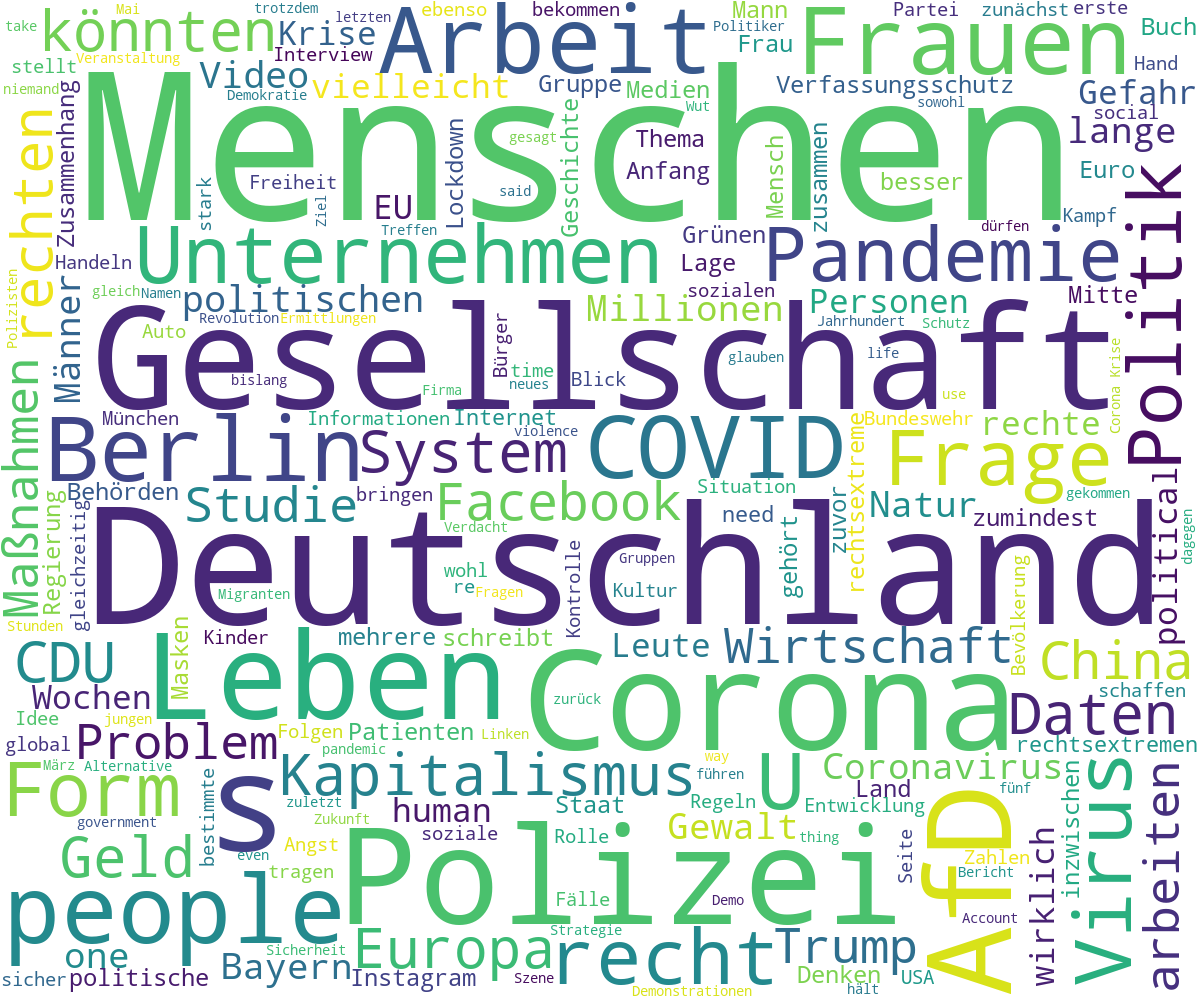 Mai
trotzdem
letzten
ebenso
bekommen
Politiker
Mann
Partei
zunächst
erste
Buch
könnten
Krise
Arbeit
Frauen
Interview
Frau
Veranstaltung
stellt
niemand
Zusammenhang
Video
Demokratie
vielleicht
Gruppe
Medien
Wut
Verfassungsschutz
sowohl
Hand
Gefahr
social
lange
Menschen
rechten
Geschichte
gesagt
Thema
Anfang
Mensch
zusammen
besser
Euro
Lockdown
Freiheit
said
stark
Ziel
EU
Treffen
Kampf
dürfen
Politik
Unternehmen
Grünen
Lage
Pandemie
Handeln
Männer
Polizisten
gleich
Namen
politischen
sozialen
Millionen
Personen
Mitte
Revolution
Ermittlungen
Auto
Bürger
Jahrhundert
Schutz
Gesellschaft
bislang
time
neues
Blick
Firma
glauben
life
use
Corona Krise
Maßnahmen
München
Informationen
Internet
violence
Bundeswehr
rechtsextreme
rechte
Berlin
System
COVID
Frage
Behörden
Studie
bringen
Facebook
Situation
Natur
gekommen
Regierung
gleichzeitig
Verdacht
need
gehört
zuvor
zumindest
political
dagegen
Deutschland
Kontrolle
Gruppen
wohl
re
Fragen
Kultur
Migranten
Bevölkerung
Stunden
Kinder
mehrere
schreibt
Leute
Wirtschaft
China
CDU
Masken
Leben
Corona
Wochen
zurück
schaffen
Daten
Idee
jungen
global
Problem
Folgen
Patienten
Linken
pandemic
rechtsextremen
März
Alternative
Form
s
Kapitalismus
way
führen
U
Coronavirus
Virus
inzwischen
fünf
bestimmte
zuletzt
Zukunft
human
Staat
Regeln
Land
Entwicklung
AfD
government
soziale
Rolle
Gewalt
thing
Seite
wirklich
arbeiten
Geld
even
Angst
tragen
Polizei
Zahlen
Bericht
people
Fälle
Demo
Account
Strategie
one
Sicherheit
Europa
recht
Trump
sicher
politische
Bayern
Instagram
Szene
Demonstrationen
Denken
USA
hält